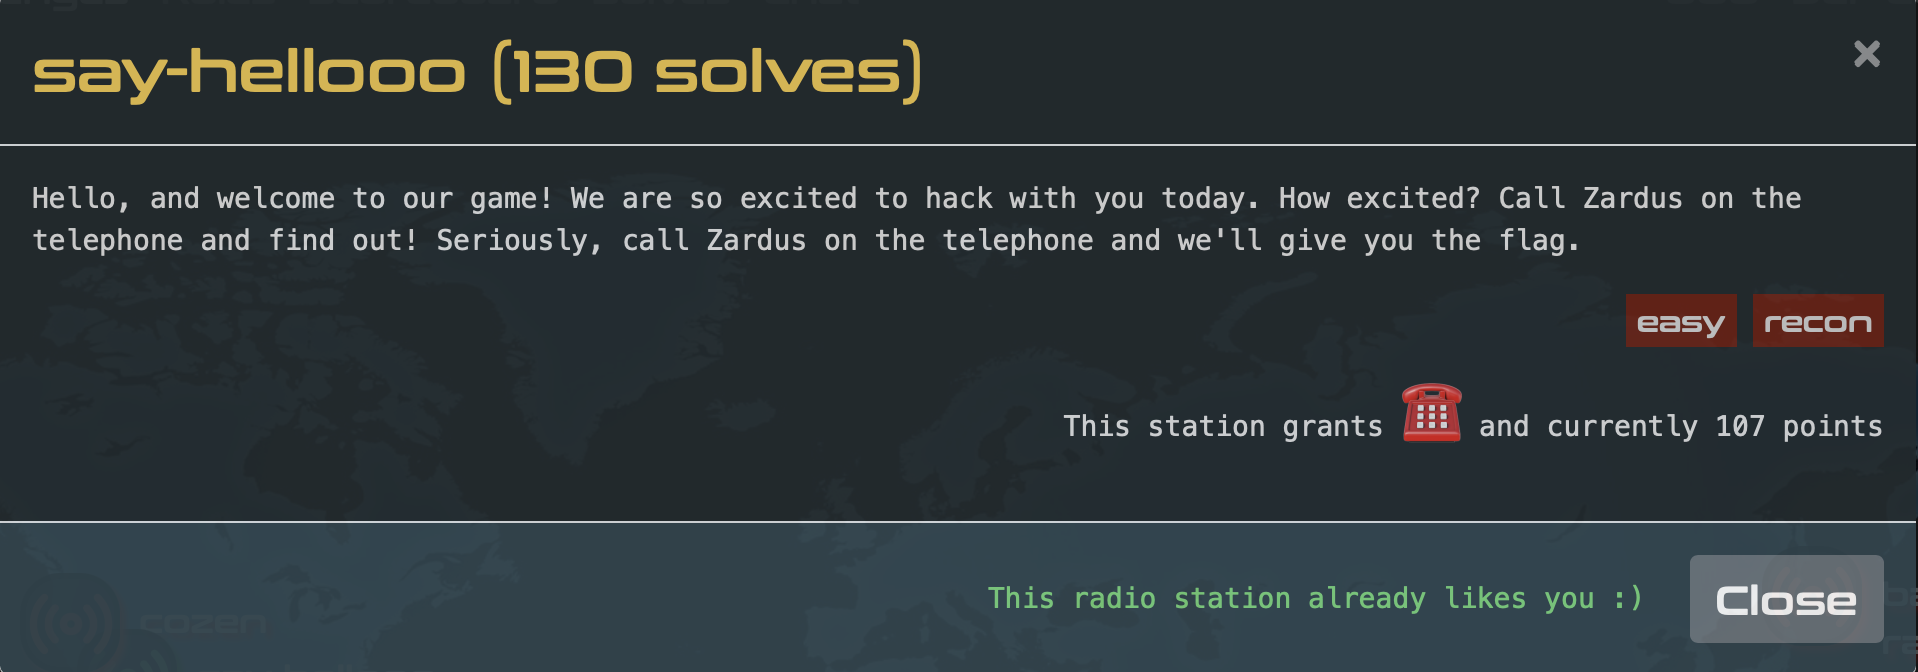 say-hellooo (130 solves)
Hello, and welcome to our game! We are so excited to hack with you today. How excited? Call Zardus on the
telephone and find out! Seriously, call Zardus on the telephone and we'll give you the flag.
easy recon
This station grants and currently 107 points
This radio station already likes you :)
Close
cozen